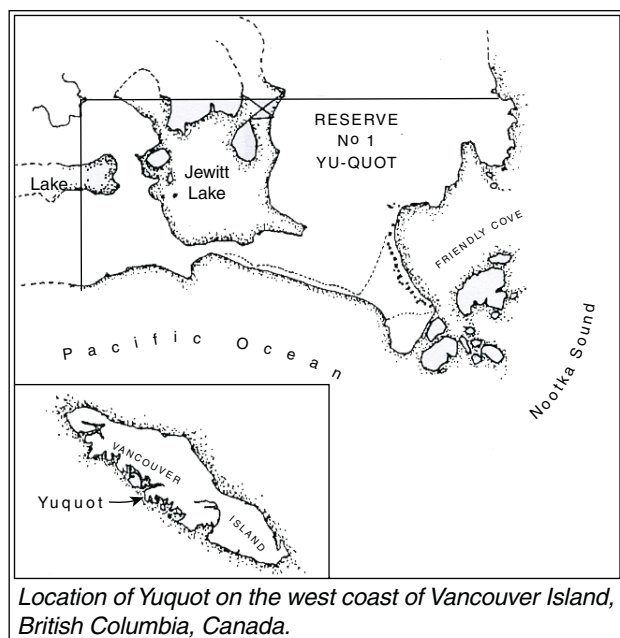 RESERVE
No 1
YU-QUOT
Lake
Jewitt
Lake
FRIENDLY COVE
Pacific Ocean
Nootka Sound
VANCOUVER
ISLAND
Yuquot
Location of Yuquot on the west coast of Vancouver Island,
British Columbia, Canada.